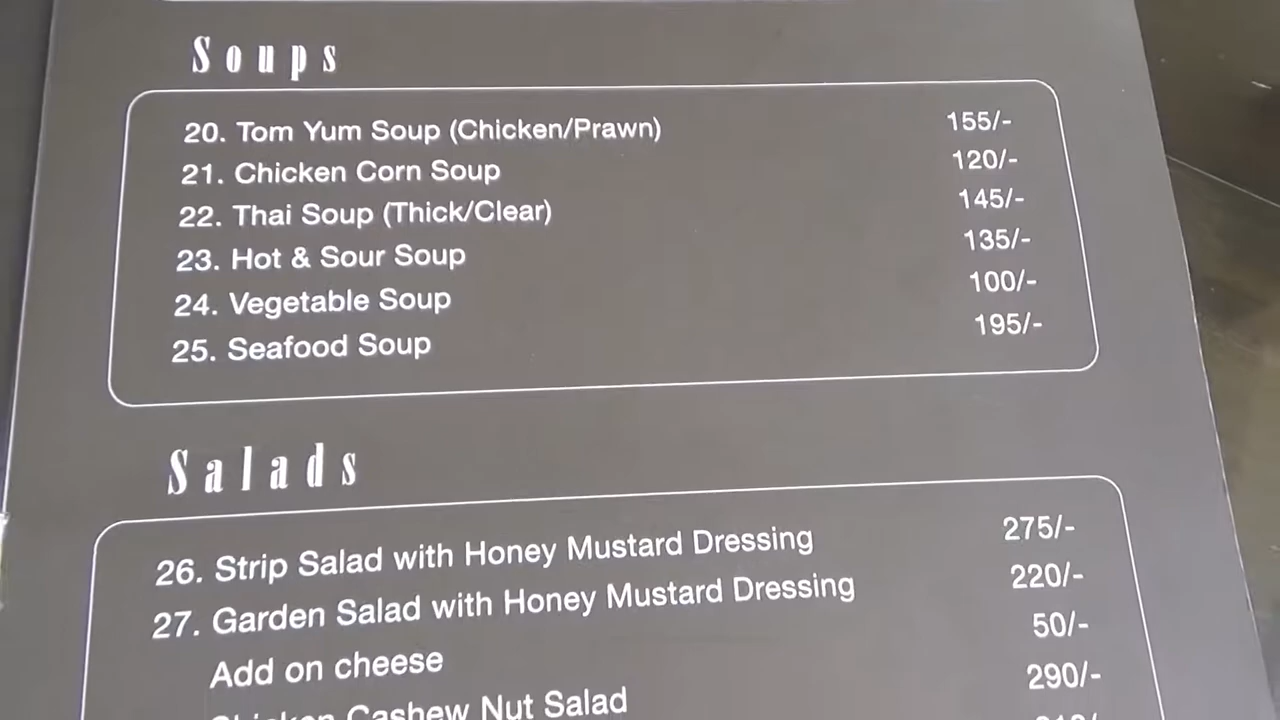 Soups
20. Tom Yum Soup (Chicken/Prawn) 155/-
21. Chicken Corn Soup 120/-
22. Thai Soup (Thick/Clear) 145/-
23. Hot & Sour Soup 135/-
24. Vegetable Soup 100/-
25. Seafood Soup 195/-
Salads
26. Strip Salad with Honey Mustard Dressing 275/-
27. Garden Salad with Honey Mustard Dressing 220/-
Add on cheese 50/-
Chicken Cashew Nut Salad 290/-